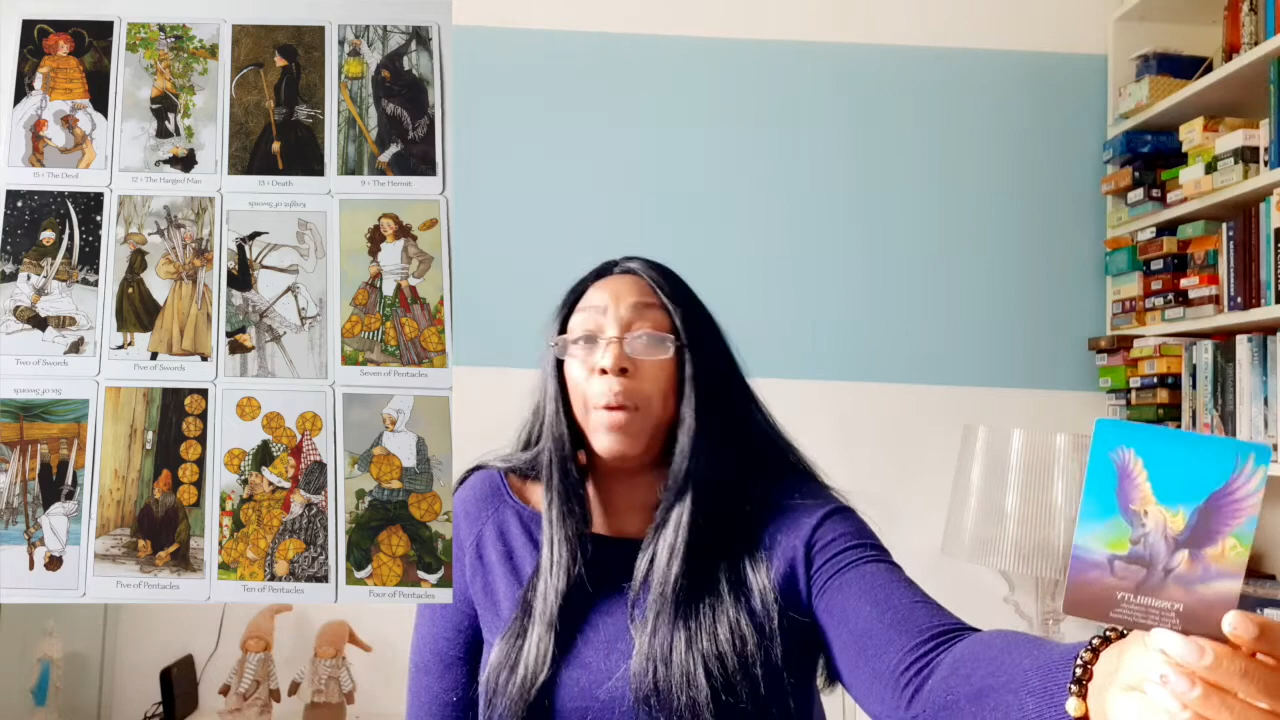 15 • The Devil
12 • The Hanged Man
13 • Death
9 • The Hermit
Two of Swords
Five of Swords
Knight of Swords
Seven of Pentacles
Six of Swords
Five of Pentacles
Ten of Pentacles
Four of Pentacles
POSSIBILITY